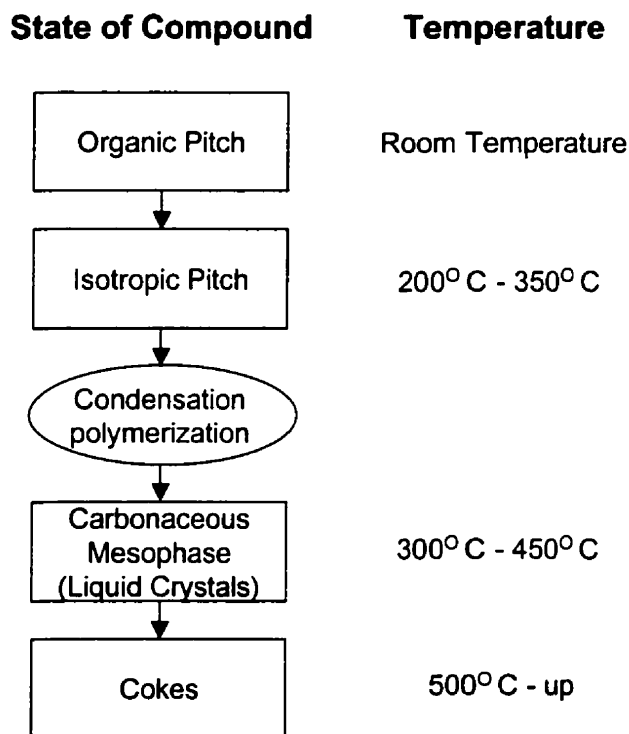 State of Compound Temperature
Organic Pitch Room Temperature
Isotropic Pitch 200° C - 350° C
Condensation
polymerization
Carbonaceous
Mesophase 300° C - 450° C
(Liquid Crystals)
Cokes 500° C - up